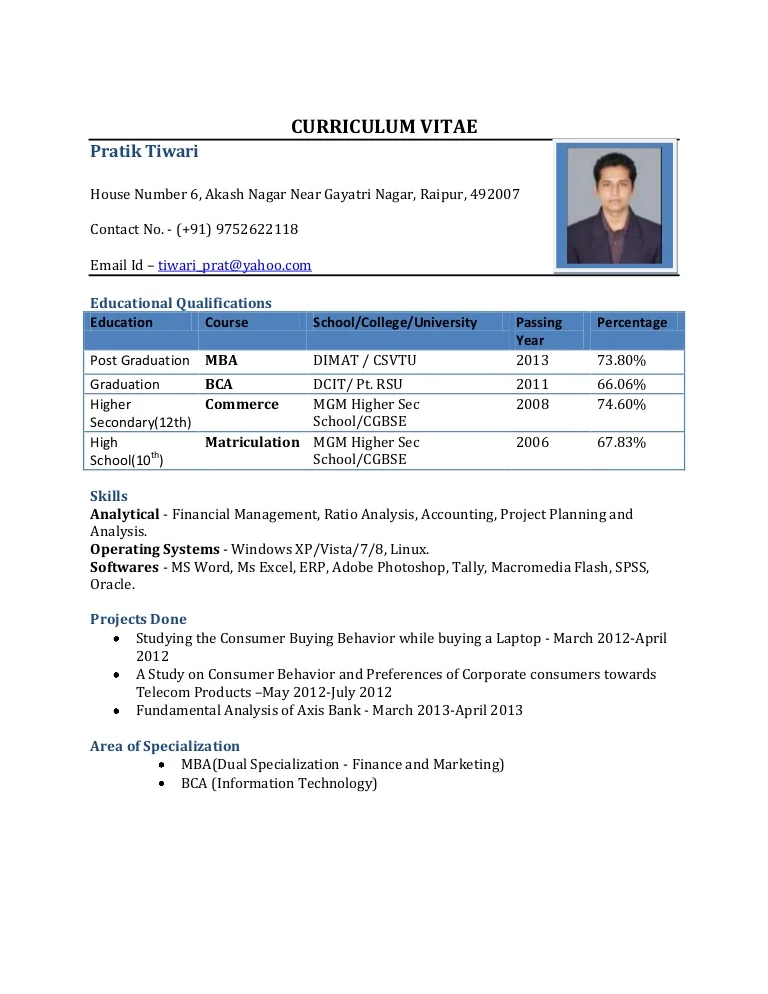 CURRICULUM VITAE
Pratik Tiwari
House Number 6, Akash Nagar Near Gayatri Nagar, Raipur, 492007
Contact No. - (+91) 9752622118
Email Id – tiwari_prat@yahoo.com
Educational Qualifications
Education Course School/College/University Passing Year Percentage
Post Graduation MBA DIMAT / CSVTU 2013 73.80%
Graduation BCA DCIT/ Pt. RSU 2011 66.06%
Higher Commerce MGM Higher Sec 2008 74.60%
Secondary(12th) School/CGBSE
High Matriculation MGM Higher Sec 2006 67.83%
School(10th) School/CGBSE
Skills
Analytical - Financial Management, Ratio Analysis, Accounting, Project Planning and
Analysis.
Operating Systems - Windows XP/Vista/7/8, Linux.
Softwares - MS Word, Ms Excel, ERP, Adobe Photoshop, Tally, Macromedia Flash, SPSS,
Oracle.
Projects Done
• Studying the Consumer Buying Behavior while buying a Laptop - March 2012-April
2012
• A Study on Consumer Behavior and Preferences of Corporate consumers towards
Telecom Products –May 2012-July 2012
• Fundamental Analysis of Axis Bank - March 2013-April 2013
Area of Specialization
• MBA(Dual Specialization - Finance and Marketing)
• BCA (Information Technology)